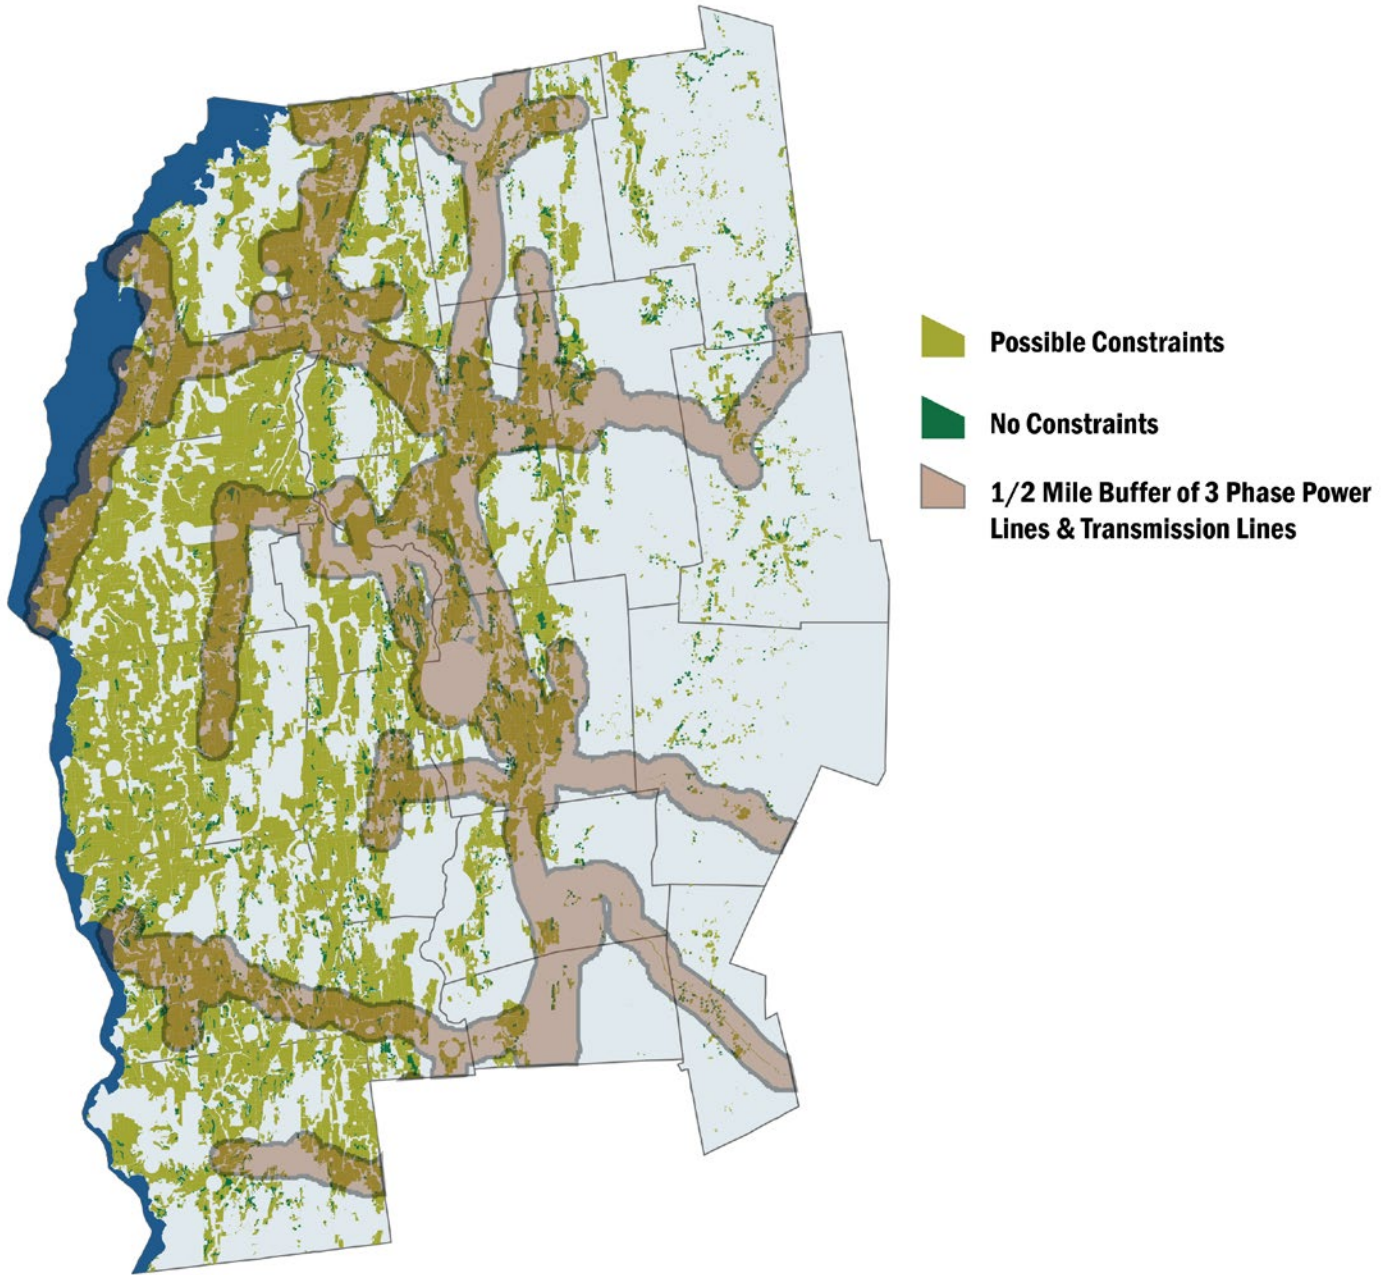 Possible Constraints
No Constraints
1/2 Mile Buffer of 3 Phase Power
Lines & Transmission Lines